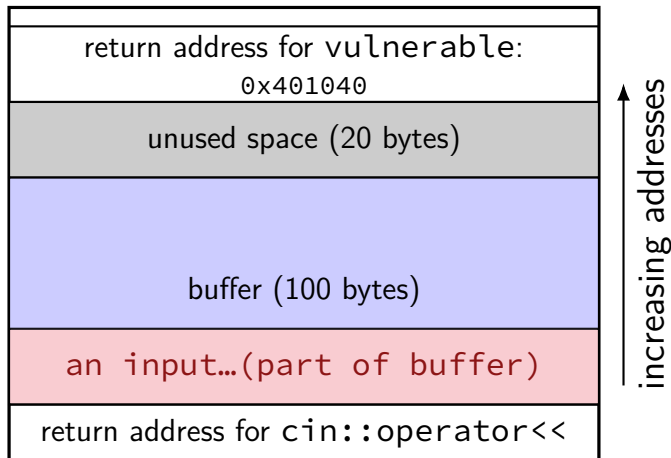 return address for vulnerable:
0x401040
unused space (20 bytes)
buffer (100 bytes)
an input…(part of buffer)
return address for cin::operator<<
increasing addresses